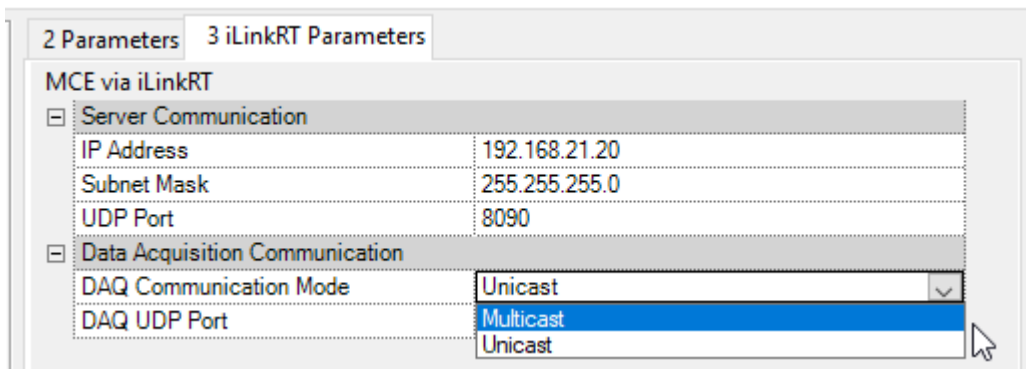 2 Parameters 3 iLinkRT Parameters
MCE via iLinkRT
Server Communication
IP Address 192.168.21.20
Subnet Mask 255.255.255.0
UDP Port 8090
Data Acquisition Communication
DAQ Communication Mode Unicast
DAQ UDP Port Multicast
Unicast